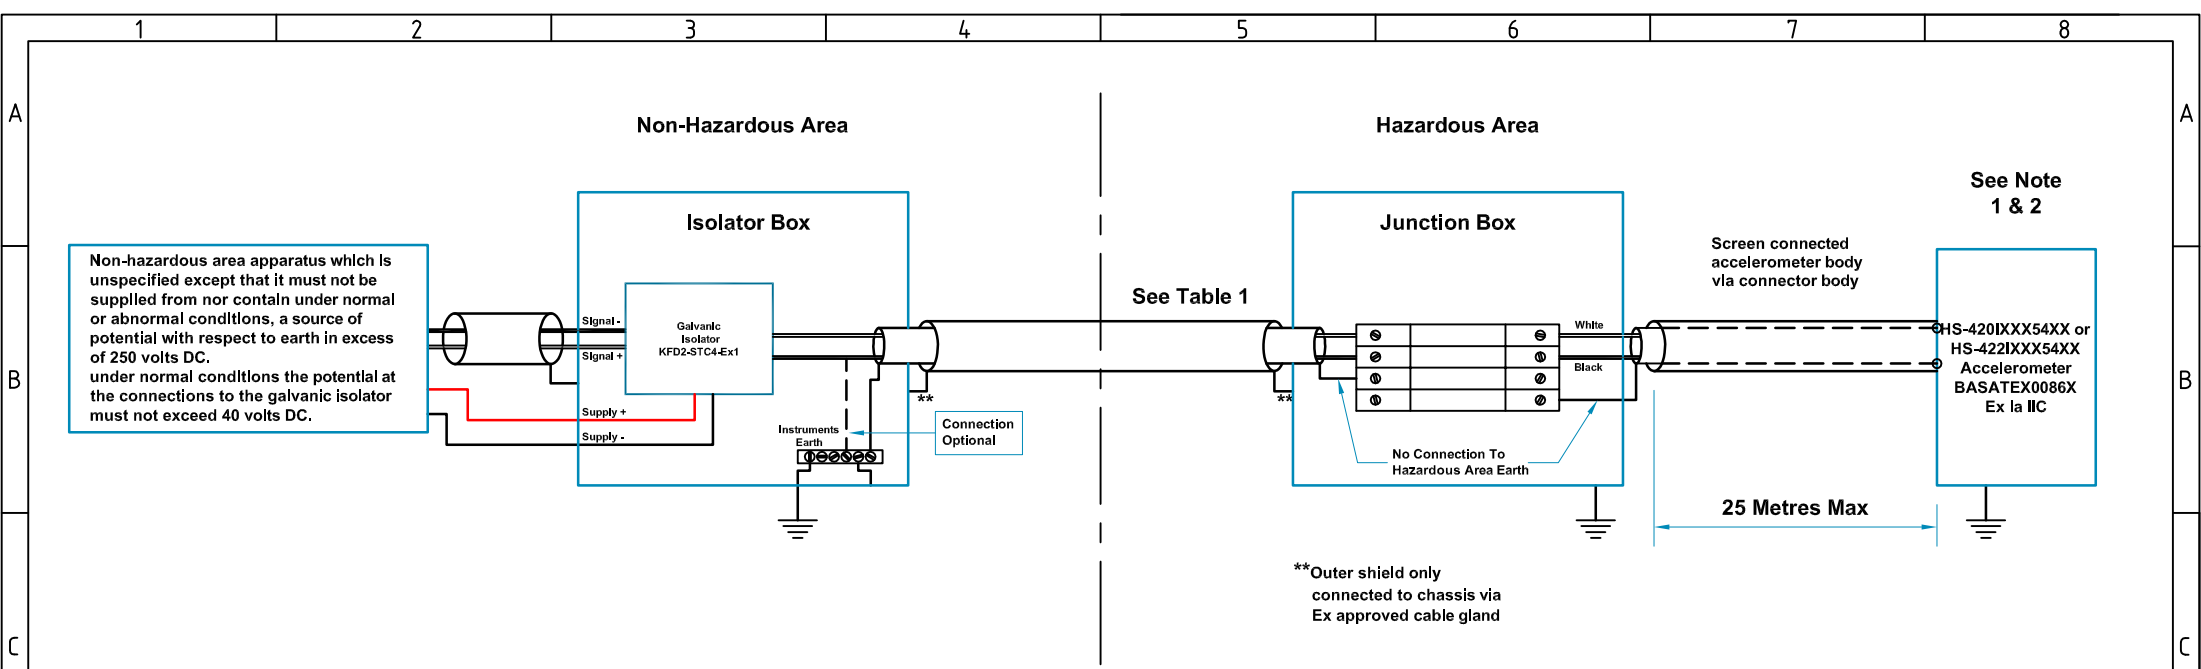 1 2 3 4 5 6 7 8
A A
Non-Hazardous Area
Hazardous Area
See Note
1 & 2
Isolator Box
Junction Box
Screen connected
accelerometer body
via connector body
Non-hazardous area apparatus which is
unspecified except that it must not be
supplied from nor contain under normal
or abnormal conditions, a source of
potential with respect to earth in excess
of 250 volts DC.
under normal conditions the potential at
the connections to the galvanic isolator
must not exceed 40 volts DC.
Signal -
Signal +
Galvanic
Isolator
KFD2-STC4-Ex1
Supply +
Supply -
Instruments
Earth
**
Connection
Optional
See Table 1
**
White
Black
No Connection To
Hazardous Area Earth
HS-420IXXX54XX or
HS-422IXXX54XX
Accelerometer
BASATEX0086X
Ex ia IIC
B B
25 Metres Max
**Outer shield only
connected to chassis via
Ex approved cable gland
C C